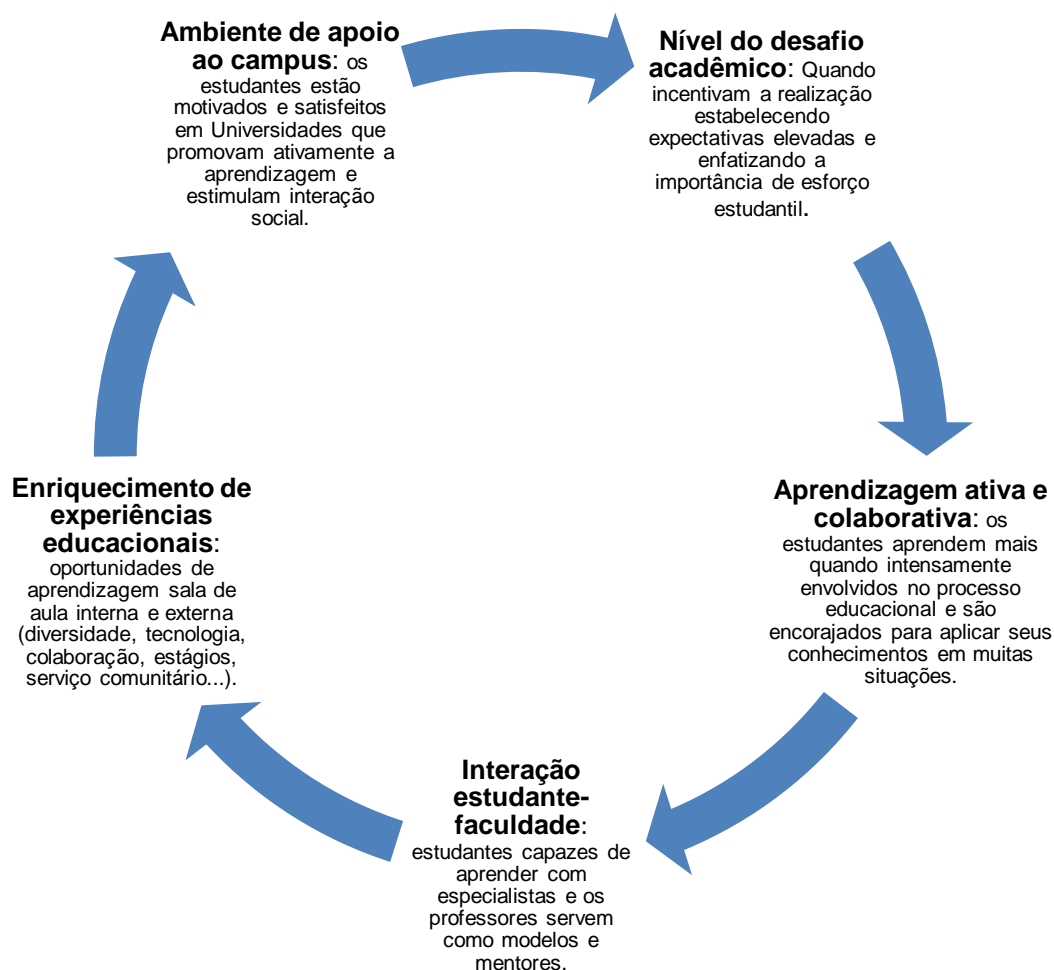 Ambiente de apoio
ao campus: os
estudantes estão
motivados e satisfeitos
em Universidades que
promovam ativamente a
aprendizagem e
estimulam interação
social.
Nível do desafio
acadêmico: Quando
incentivam a realização
estabelecendo
expectativas elevadas e
enfatizando a
importância de esforço
estudantil.
Aprendizagem ativa e
colaborativa: os
estudantes aprendem mais
quando intensamente
envolvidos no processo
educacional e são
encorajados para aplicar seus
conhecimentos em muitas
situações.
Interação
estudante-
faculdade:
estudantes capazes de
aprender com
especialistas e os
professores servem
como modelos e
mentores.
Enriquecimento de
experiências
educacionais:
oportunidades de
aprendizagem sala de
aula interna e externa
(diversidade, tecnologia,
colaboração, estágios,
serviço comunitário...).